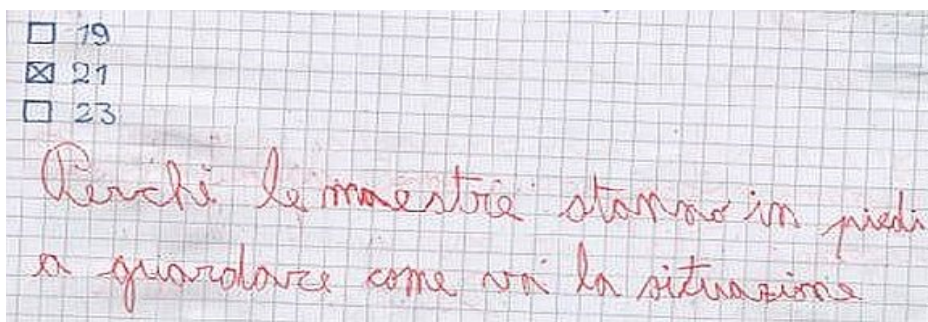 ☐ 19
☒ 21
☐ 23
Perché le maestre stanno in piedi
a guardare come va la situazione